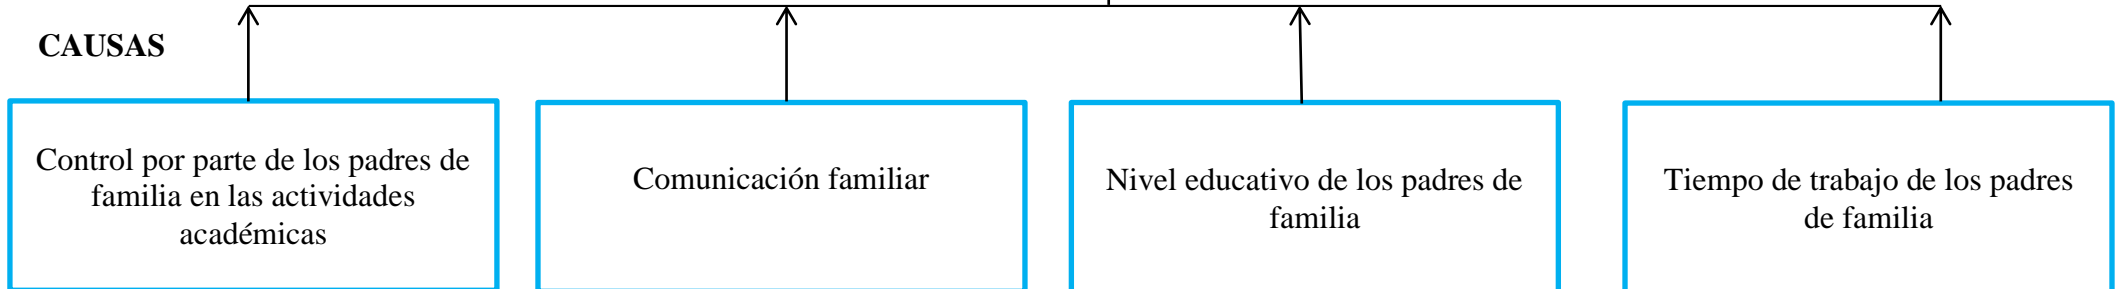 CAUSAS
Control por parte de los padres de
familia en las actividades
académicas
Comunicación familiar
Nivel educativo de los padres de
familia
Tiempo de trabajo de los padres
de familia